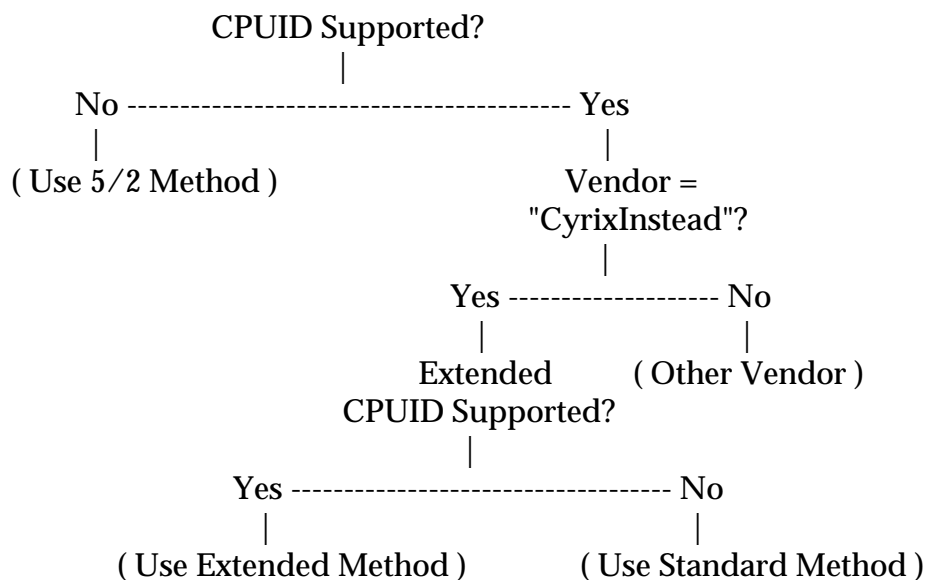 CPUID Supported?
|
No ------------------------------------------ Yes
| |
( Use 5/2 Method ) Vendor =
"CyrixInstead"?
|
Yes -------------------- No
| |
Extended ( Other Vendor )
CPUID Supported?
|
Yes ------------------------------------ No
| |
( Use Extended Method ) ( Use Standard Method )